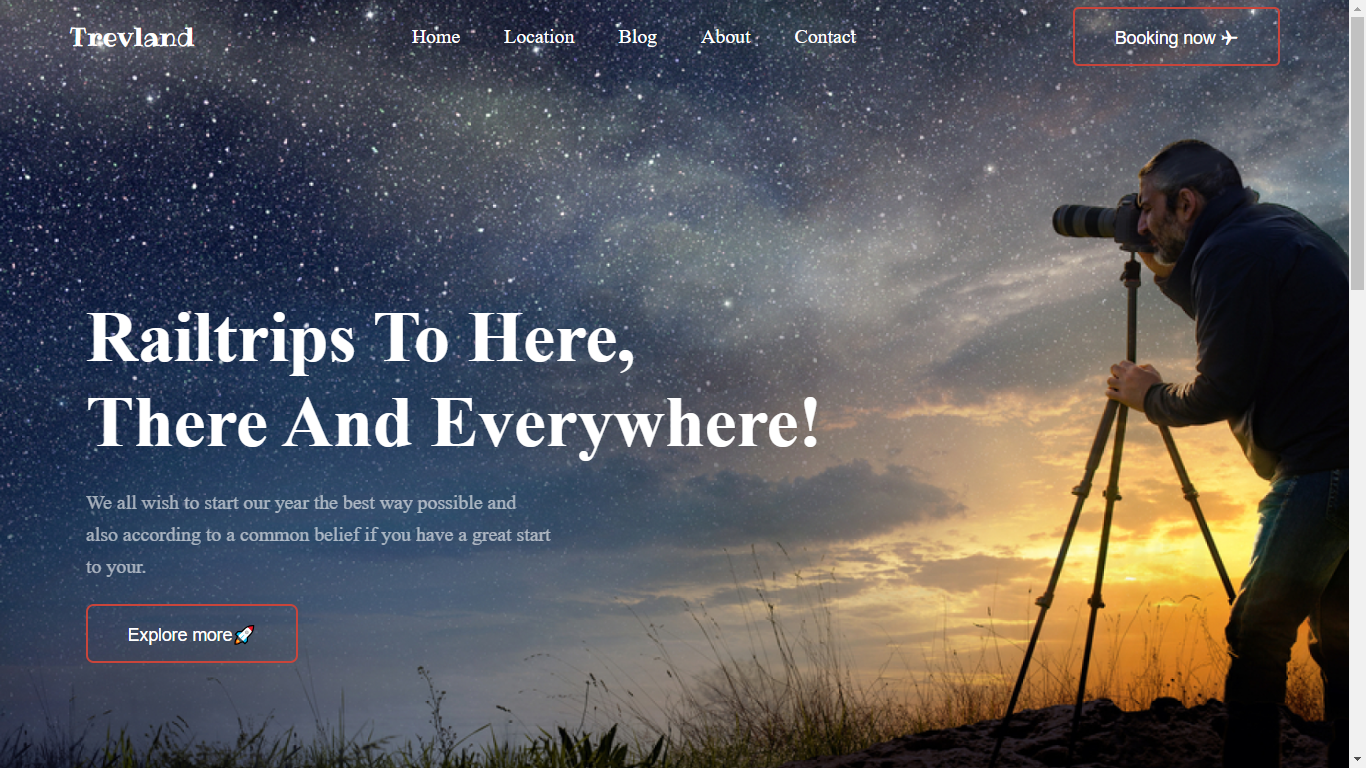 Trevland
Home Location Blog About Contact
Booking now ✈
Railtrips To Here,
There And Everywhere!
We all wish to start our year the best way possible and
also according to a common belief if you have a great start
to your.
Explore more🚀